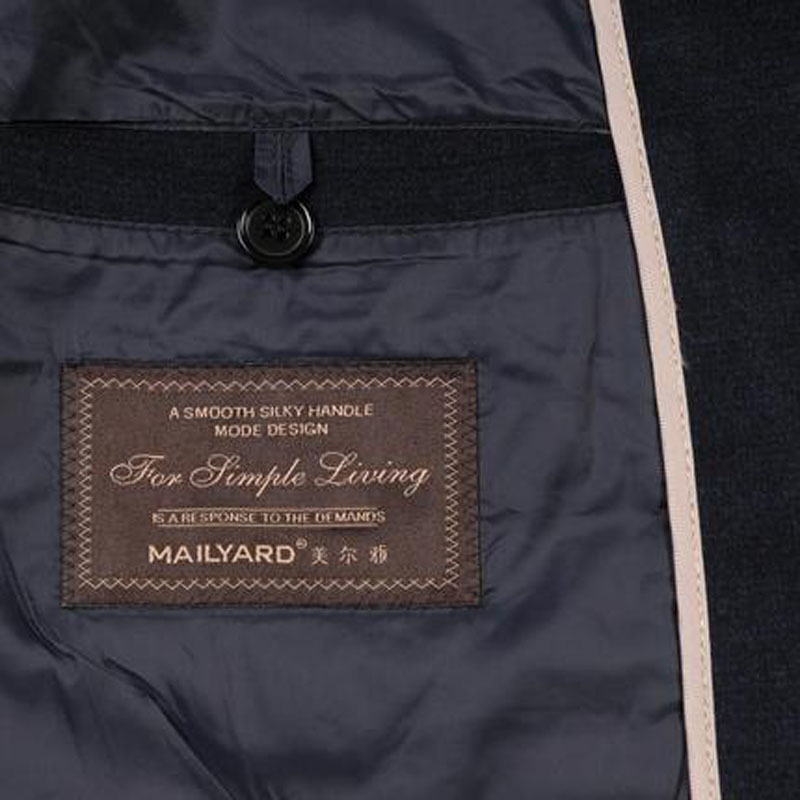 A SMOOTH SILKY HANDLE
MODE DESIGN
For Simple Living
IS A RESPONSE TO THE DEMANDS
MAILYARD® 美尔雅